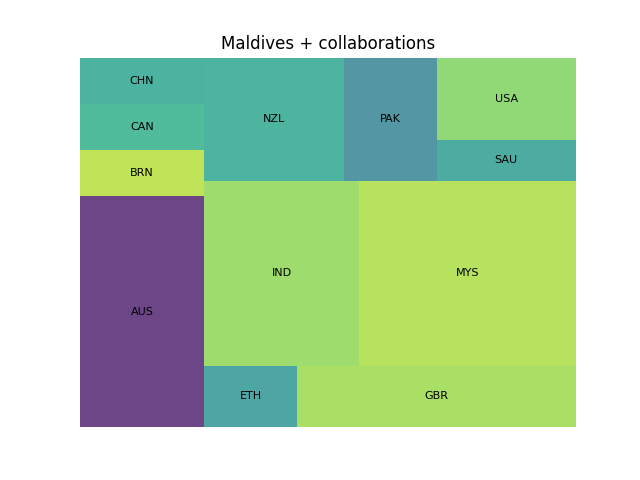 Maldives + collaborations
CHN
CAN
BRN
AUS
NZL
PAK
USA
SAU
IND
MYS
ETH
GBR